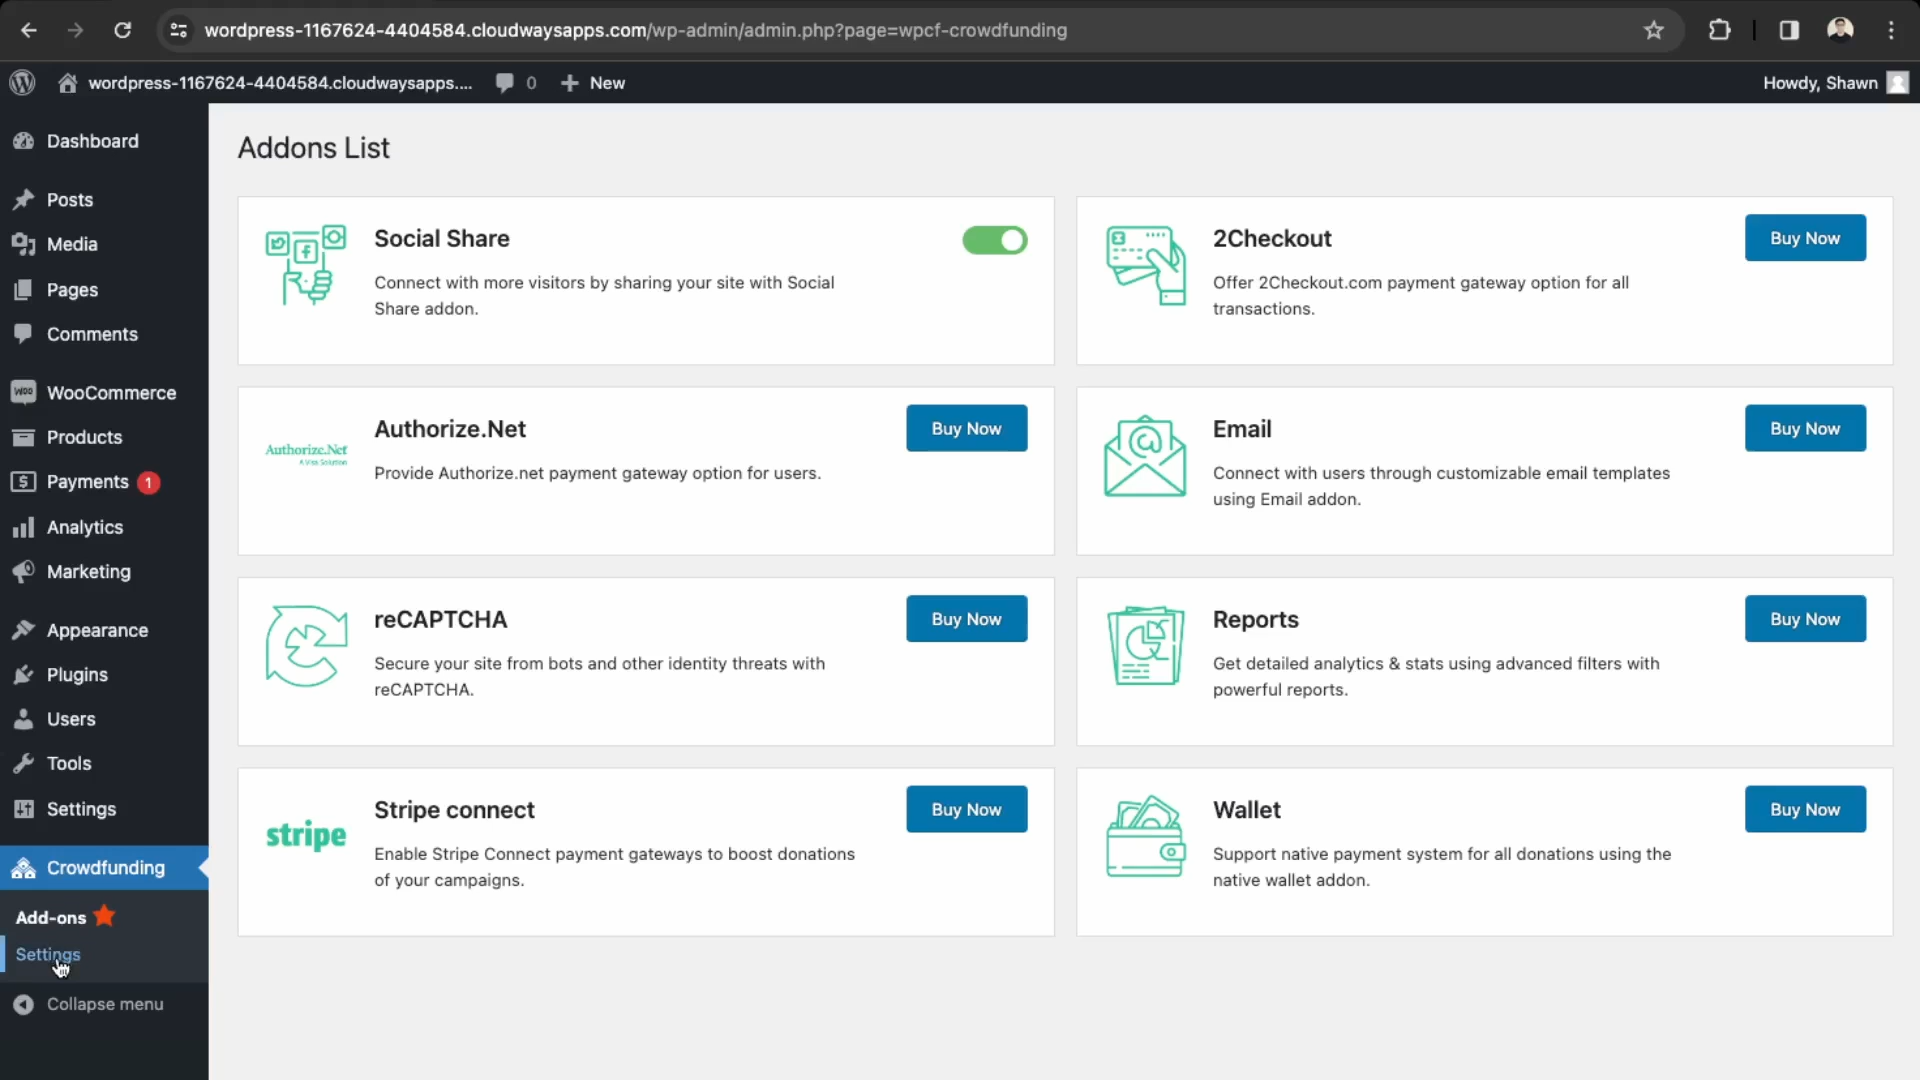 wordpress-1167624-4404584.cloudwaysapps.com/wp-admin/admin.php?page=wpcf-crowdfunding
wordpress-1167624-4404584.cloudwaysapps.... 0 New Howdy, Shawn
Dashboard
Posts
Media
Pages
Comments
WooCommerce
Products
Payments 1
Analytics
Marketing
Appearance
Plugins
Users
Tools
Settings
Crowdfunding
Add-ons
Settings
Collapse menu
Addons List
Social Share
Connect with more visitors by sharing your site with Social
Share addon.
2Checkout
Buy Now
Offer 2Checkout.com payment gateway option for all
transactions.
Authorize.Net
A Visa Solution
Authorize.Net
Buy Now
Provide Authorize.net payment gateway option for users.
Email
Buy Now
Connect with users through customizable email templates
using Email addon.
reCAPTCHA
Buy Now
Secure your site from bots and other identity threats with
reCAPTCHA.
Reports
Buy Now
Get detailed analytics & stats using advanced filters with
powerful reports.
stripe
Stripe connect
Buy Now
Enable Stripe Connect payment gateways to boost donations
of your campaigns.
Wallet
Buy Now
Support native payment system for all donations using the
native wallet addon.